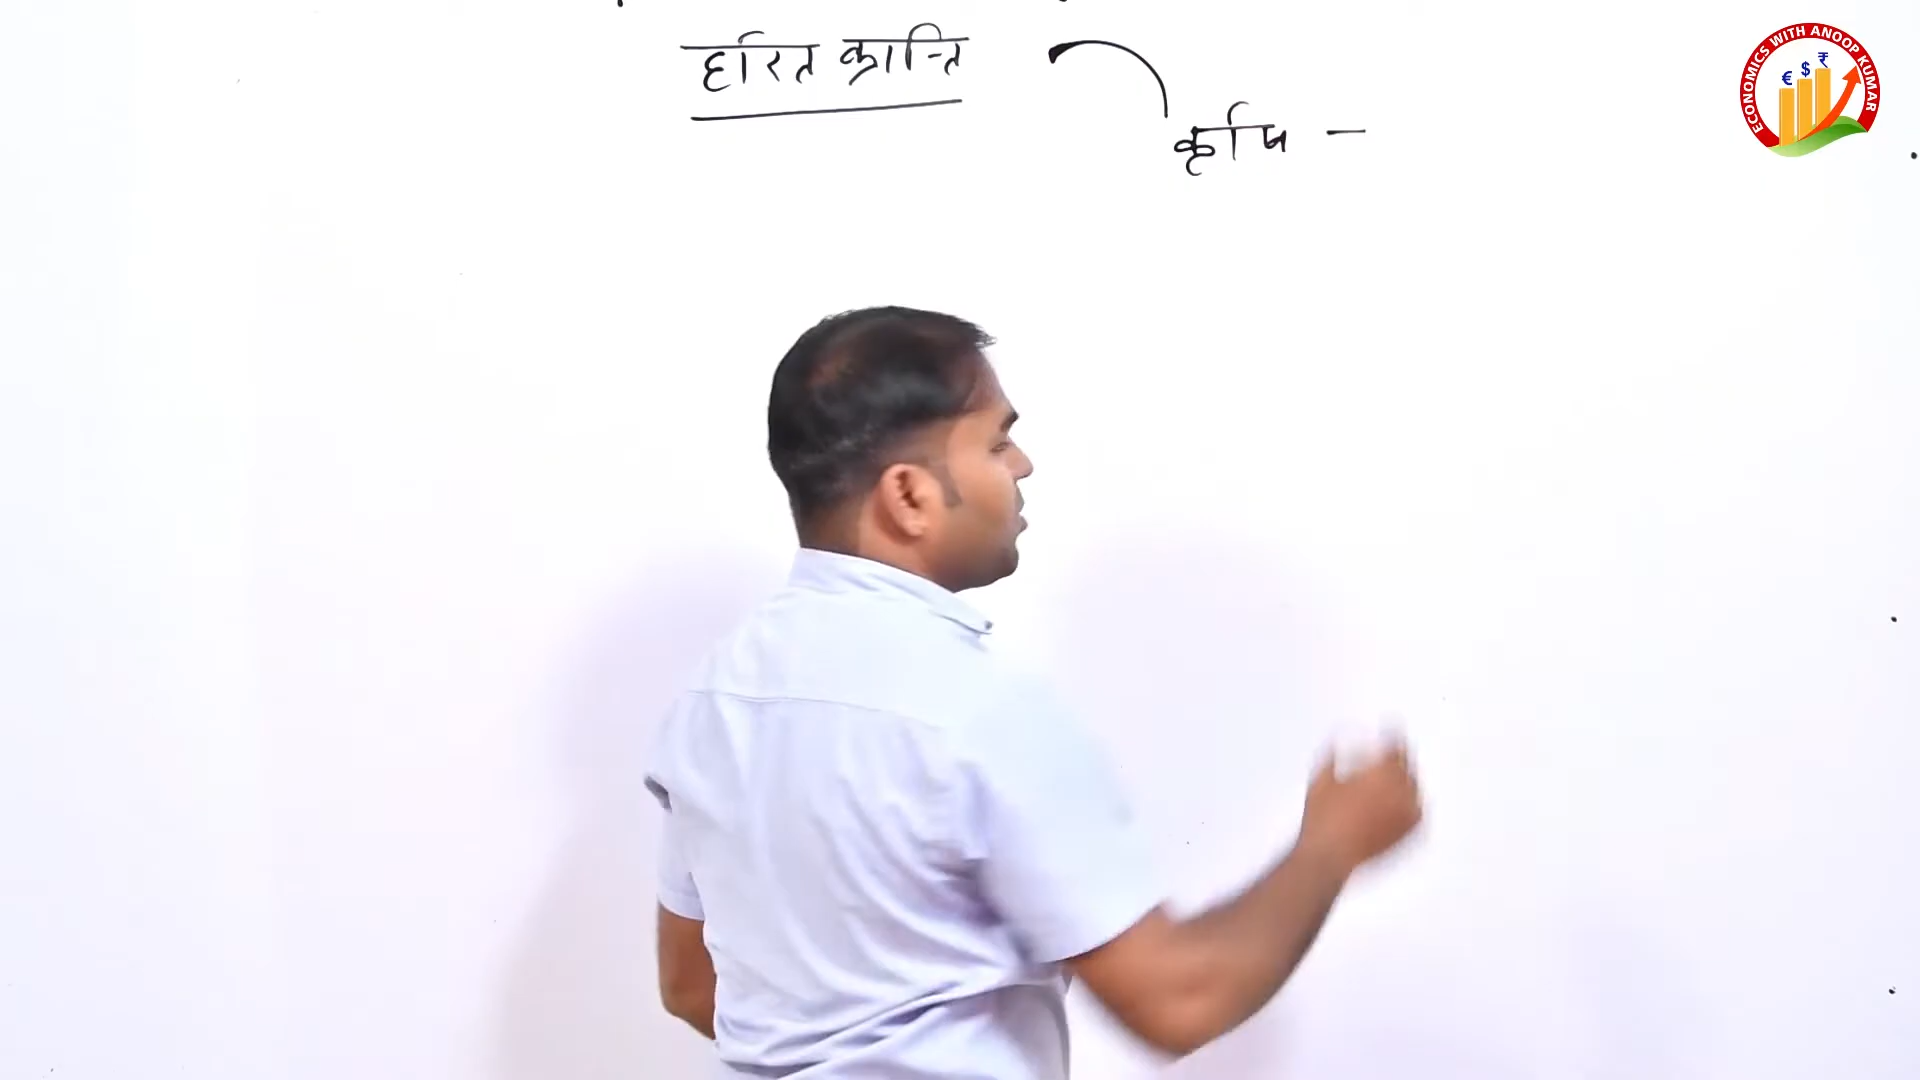 हरित क्रान्ति
कृषि -
ECONOMICS WITH ANOOP KUMAR
€ $ ₹